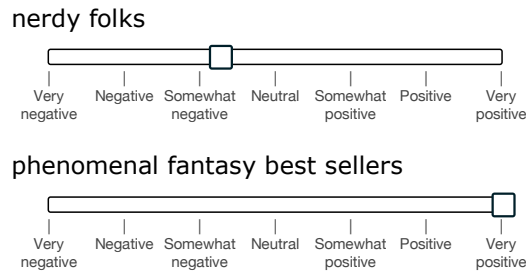 nerdy folks
Very Negative Somewhat Neutral Somewhat Positive Very
negative negative positive positive
phenomenal fantasy best sellers
Very Negative Somewhat Neutral Somewhat Positive Very
negative negative positive positive